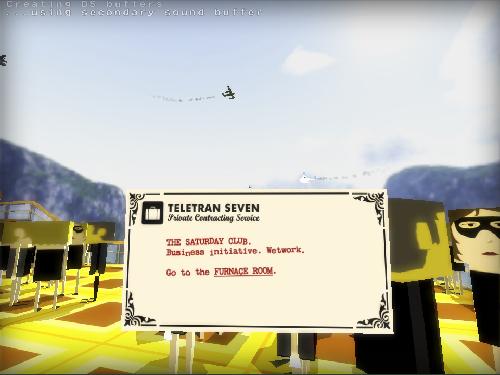 Creating DS buffers
...using secondary sound buffer
TELETRAN SEVEN
Private Contracting Service
THE SATURDAY CLUB.
Business initiative. Wetwork.
Go to the FURNACE ROOM.